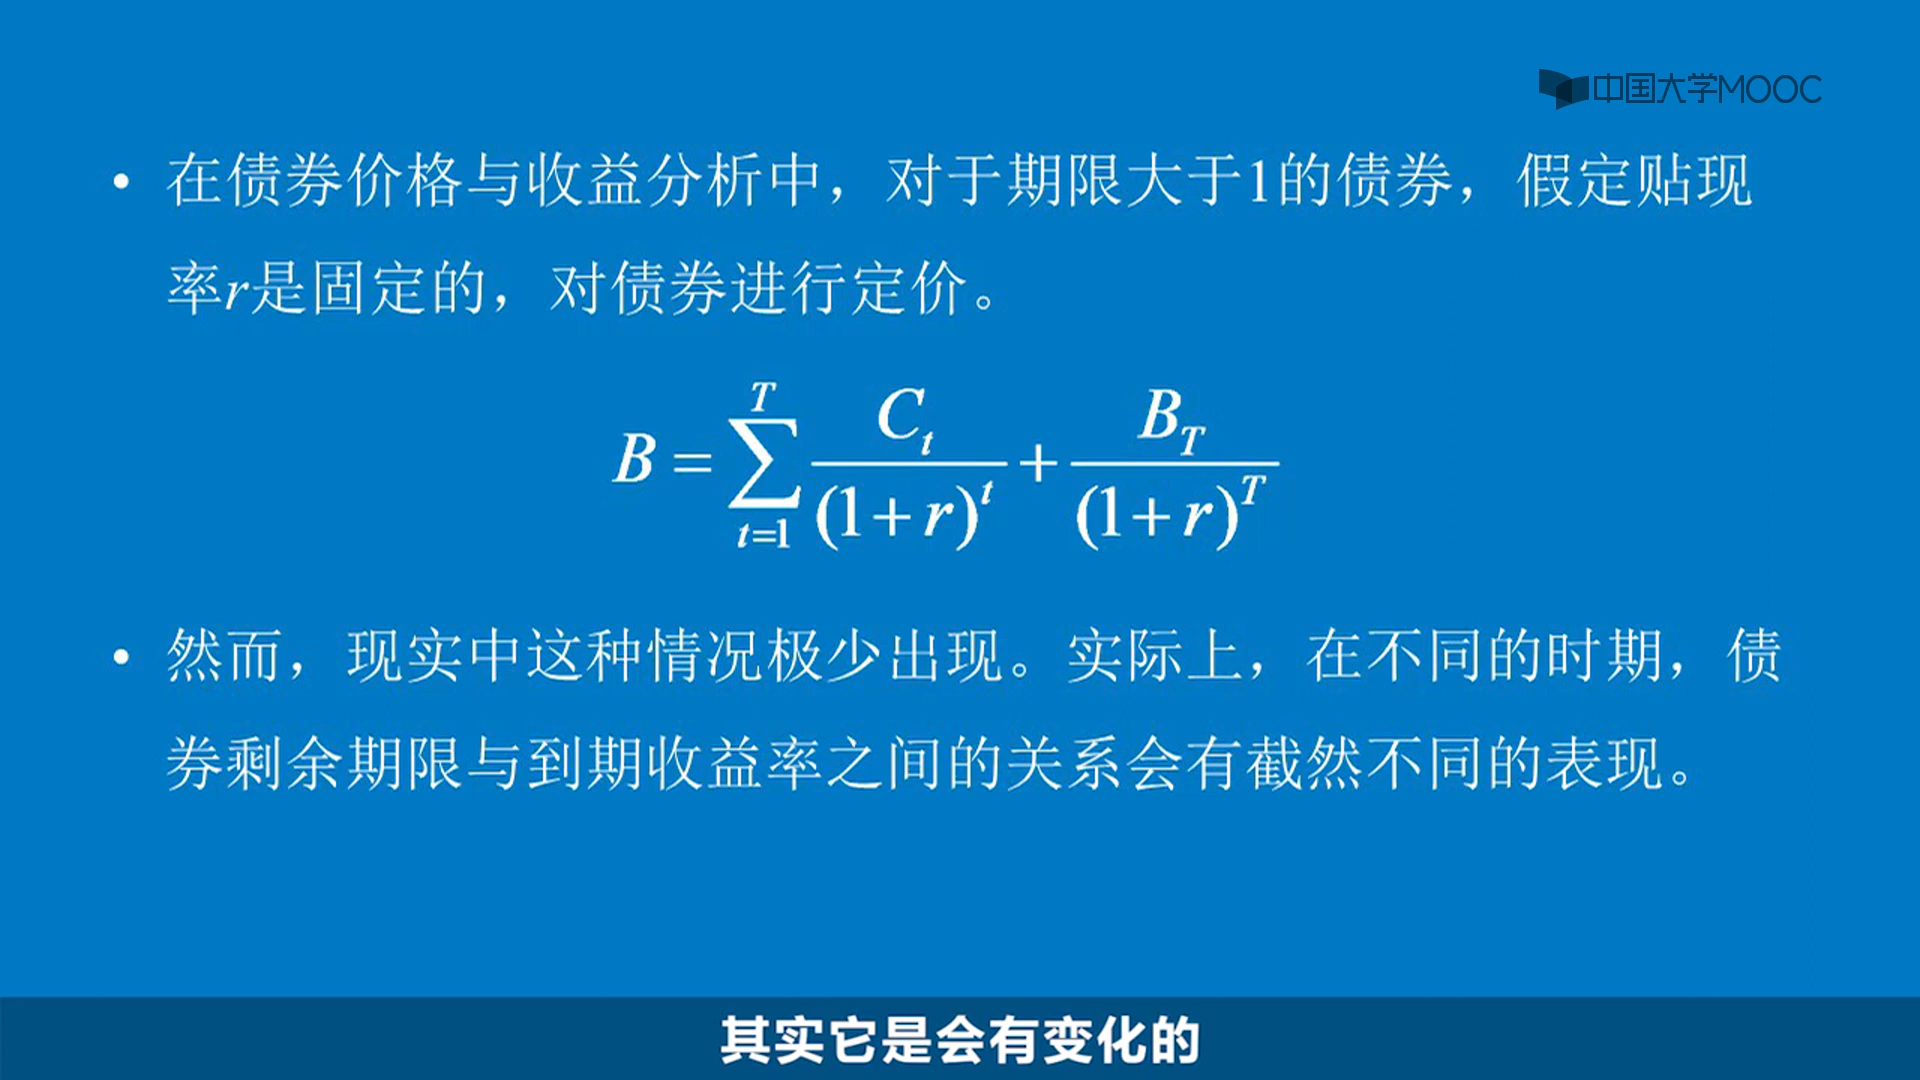 中国大学MOOC
• 在债券价格与收益分析中，对于期限大于1的债券，假定贴现
率r是固定的，对债券进行定价。
B = \sum_{t=1}^{T} \frac{C_t}{(1+r)^t} + \frac{B_T}{(1+r)^T}
• 然而，现实中这种情况极少出现。实际上，在不同的时期，债
券剩余期限与到期收益率之间的关系会有截然不同的表现。
其实它是会有变化的